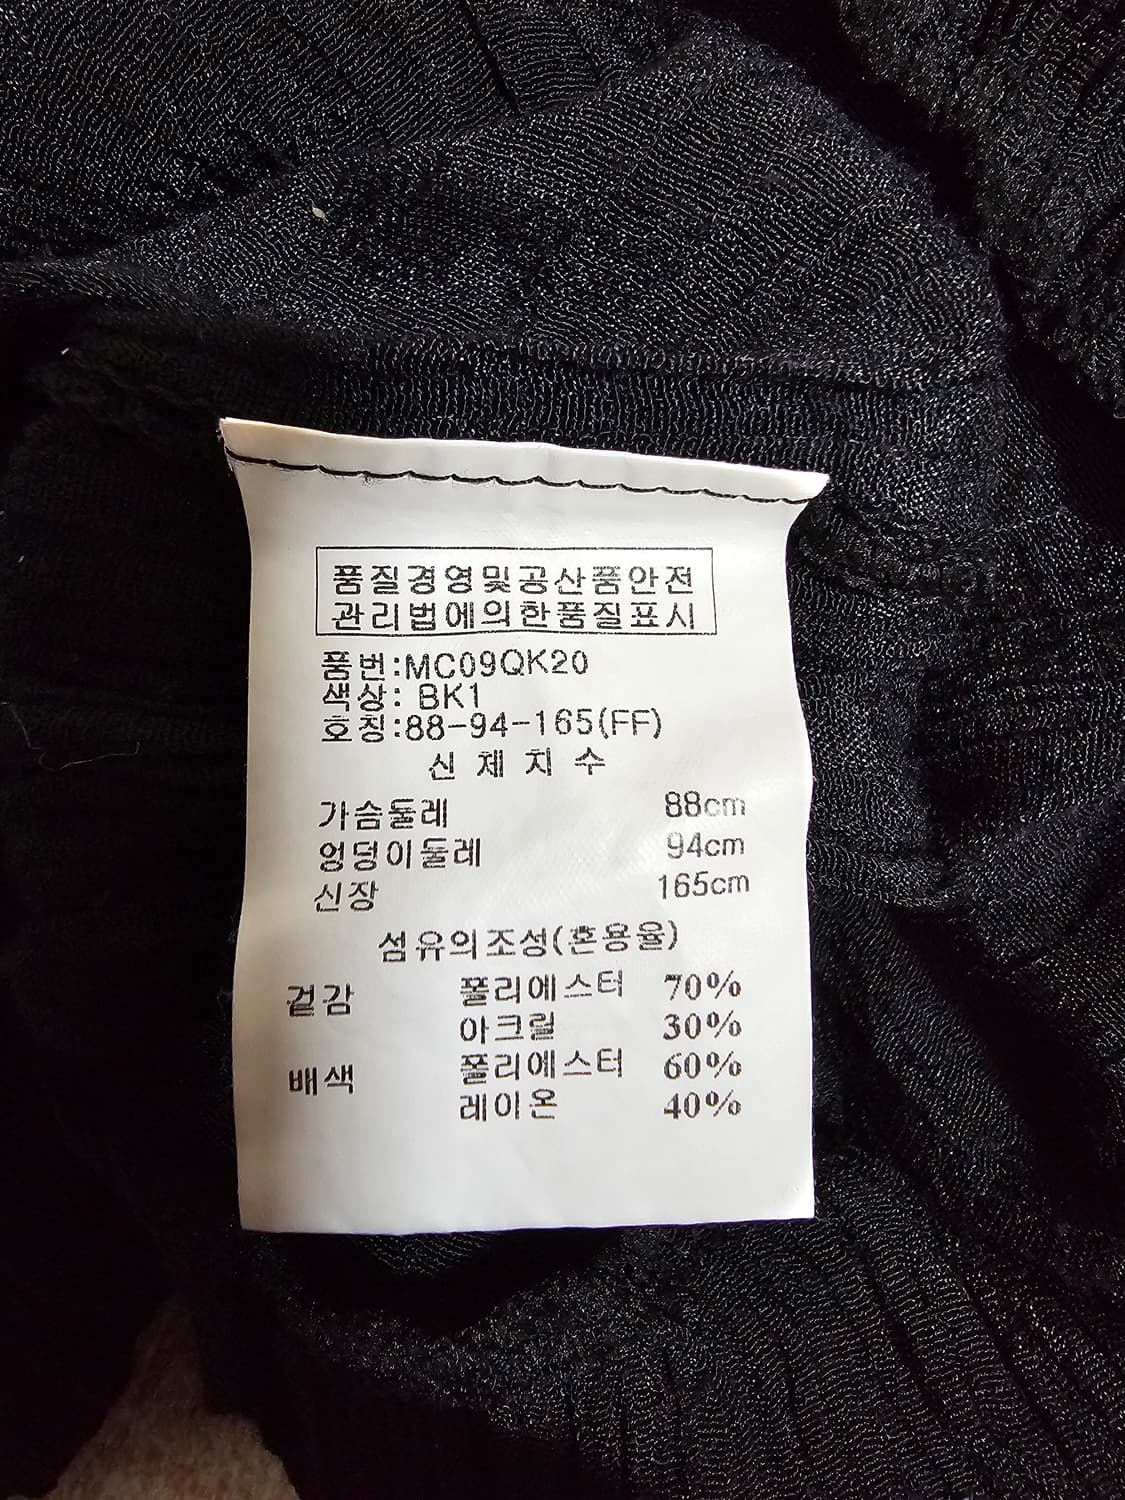 품질경영및공산품안전
관리법에의한품질표시
품번:MC09QK20
색상: BK1
호칭:88-94-165(FF)
신 체 치 수
가슴둘레 88cm
엉덩이둘레 94cm
신장 165cm
섬유의조성(혼용율)
겉감 폴리에스터 70%
아크릴 30%
배색 폴리에스터 60%
레이온 40%